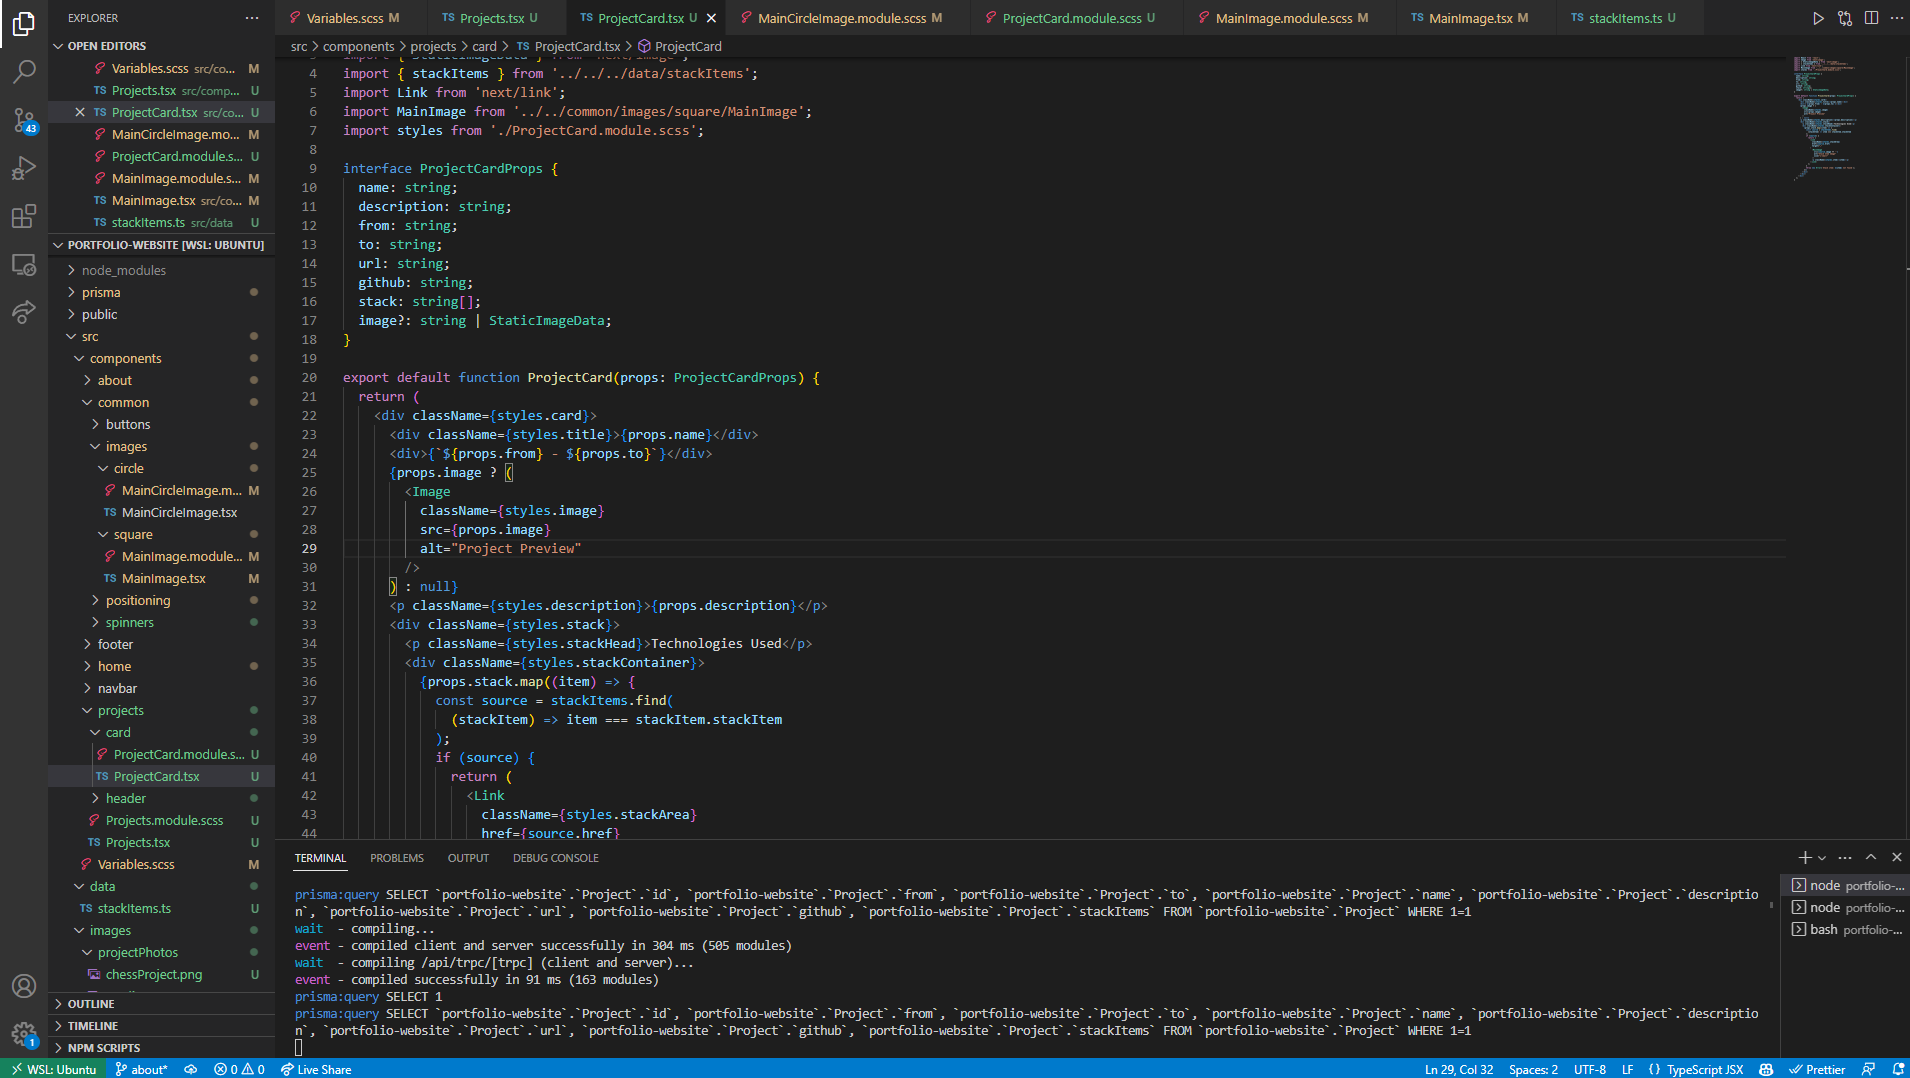 EXPLORER
Variables.scss M
TS Projects.tsx U
TS ProjectCard.tsx U
MainCircleImage.module.scss M
ProjectCard.module.scss U
MainImage.module.scss M
TS MainImage.tsx M
TS stackItems.ts U
OPEN EDITORS
src > components > projects > card > TS ProjectCard.tsx > ProjectCard
Variables.scss src/co... M
TS Projects.tsx src/comp... U
TS ProjectCard.tsx src/co... U
MainCircleImage.mo... M
ProjectCard.module.s... U
MainImage.module.s... M
TS MainImage.tsx src/co... M
TS stackItems.ts src/data U
PORTFOLIO-WEBSITE [WSL: UBUNTU]
node_modules
prisma
public
src
components
about
common
buttons
images
circle
MainCircleImage.m... M
TS MainCircleImage.tsx
square
MainImage.module... M
TS MainImage.tsx M
positioning
spinners
footer
home
navbar
projects
card
ProjectCard.module.s... U
TS ProjectCard.tsx U
header
Projects.module.scss U
TS Projects.tsx U
Variables.scss M
data
TS stackItems.ts U
images
projectPhotos
chessProject.png U
OUTLINE
TIMELINE
NPM SCRIPTS
43
1
3 import { StaticImageData } from 'next/image';
4 import { stackItems } from '../../../data/stackItems';
5 import Link from 'next/link';
6 import MainImage from '../../common/images/square/MainImage';
7 import styles from './ProjectCard.module.scss';
8
9 interface ProjectCardProps {
10 name: string;
11 description: string;
12 from: string;
13 to: string;
14 url: string;
15 github: string;
16 stack: string[];
17 image?: string | StaticImageData;
18 }
19
20 export default function ProjectCard(props: ProjectCardProps) {
21 return (
22 <div className={styles.card}>
23 <div className={styles.title}>{props.name}</div>
24 <div>{`${props.from} - ${props.to}`}</div>
25 {props.image ? (
26 <Image
27 className={styles.image}
28 src={props.image}
29 alt="Project Preview"
30 />
31 ) : null}
32 <p className={styles.description}>{props.description}</p>
33 <div className={styles.stack}>
34 <p className={styles.stackHead}>Technologies Used</p>
35 <div className={styles.stackContainer}>
36 {props.stack.map((item) => {
37 const source = stackItems.find(
38 (stackItem) => item === stackItem.stackItem
39 );
40 if (source) {
41 return (
42 <Link
43 className={styles.stackArea}
44 href={source.href}
TERMINAL PROBLEMS OUTPUT DEBUG CONSOLE
prisma:query SELECT `portfolio-website`.`Project`.`id`, `portfolio-website`.`Project`.`from`, `portfolio-website`.`Project`.`to`, `portfolio-website`.`Project`.`name`, `portfolio-website`.`Project`.`descriptio
n`, `portfolio-website`.`Project`.`url`, `portfolio-website`.`Project`.`github`, `portfolio-website`.`Project`.`stackItems` FROM `portfolio-website`.`Project` WHERE 1=1
wait - compiling...
event - compiled client and server successfully in 304 ms (505 modules)
wait - compiling /api/trpc/[trpc] (client and server)...
event - compiled successfully in 91 ms (163 modules)
prisma:query SELECT 1
prisma:query SELECT `portfolio-website`.`Project`.`id`, `portfolio-website`.`Project`.`from`, `portfolio-website`.`Project`.`to`, `portfolio-website`.`Project`.`name`, `portfolio-website`.`Project`.`descriptio
n`, `portfolio-website`.`Project`.`url`, `portfolio-website`.`Project`.`github`, `portfolio-website`.`Project`.`stackItems` FROM `portfolio-website`.`Project` WHERE 1=1
node portfolio-...
node portfolio-...
bash portfolio-...
WSL: Ubuntu about* 0 0 Live Share Ln 29, Col 32 Spaces: 2 UTF-8 LF {} TypeScript JSX Prettier